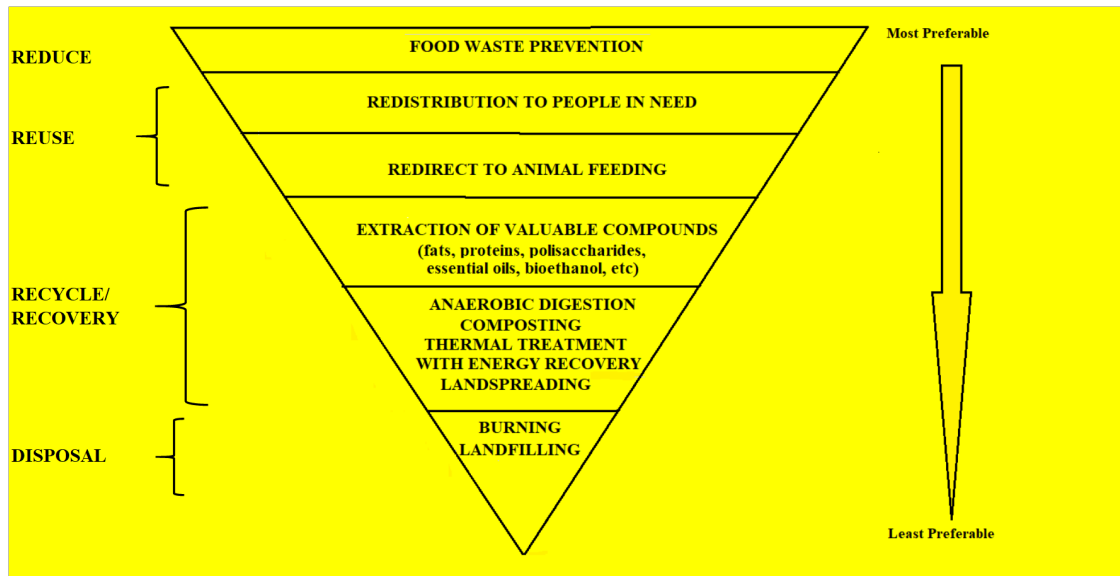 FOOD WASTE PREVENTION
Most Preferable
REDUCE
REDISTRIBUTION TO PEOPLE IN NEED
REUSE
REDIRECT TO ANIMAL FEEDING
EXTRACTION OF VALUABLE COMPOUNDS
(fats, proteins, polisaccharides,
essential oils, bioethanol, etc)
RECYCLE/
RECOVERY
ANAEROBIC DIGESTION
COMPOSTING
THERMAL TREATMENT
WITH ENERGY RECOVERY
LANDSPREADING
BURNING
LANDFILLING
DISPOSAL
Least Preferable